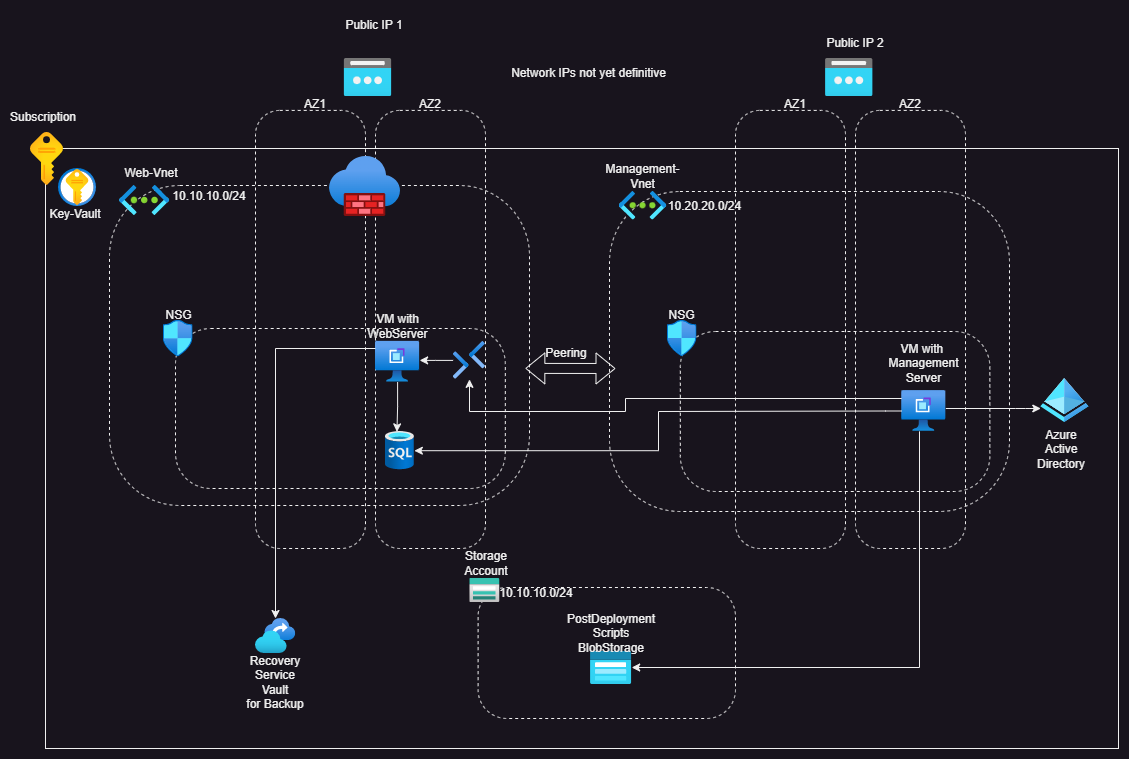 Public IP 1
Public IP 2
Network IPs not yet definitive
AZ1
AZ2
AZ1
AZ2
Subscription
Key-Vault
Web-Vnet
10.10.10.0/24
Management-
Vnet
10.20.20.0/24
NSG
VM with
WebServer
Peering
NSG
VM with
Management
Server
SQL
Azure
Active
Directory
Storage
Account
10.10.10.0/24
PostDeployment
Scripts
BlobStorage
Recovery
Service
Vault
for Backup